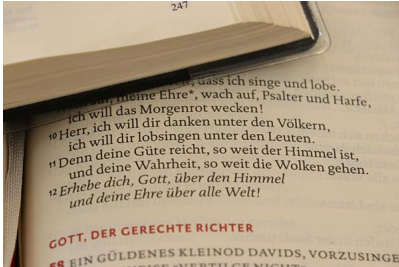 247
dass ich singe und lobe.
meine Ehre*, wach auf, Psalter und Harfe,
ich will das Morgenrot wecken!
10 Herr, ich will dir danken unter den Völkern,
ich will dir lobsingen unter den Leuten.
11 Denn deine Güte reicht, so weit der Himmel ist,
und deine Wahrheit, so weit die Wolken gehen.
12 Erhebe dich, Gott, über den Himmel
und deine Ehre über alle Welt!
GOTT, DER GERECHTE RICHTER
58 EIN GÜLDENES KLEINOD DAVIDS, VORZUSINGE